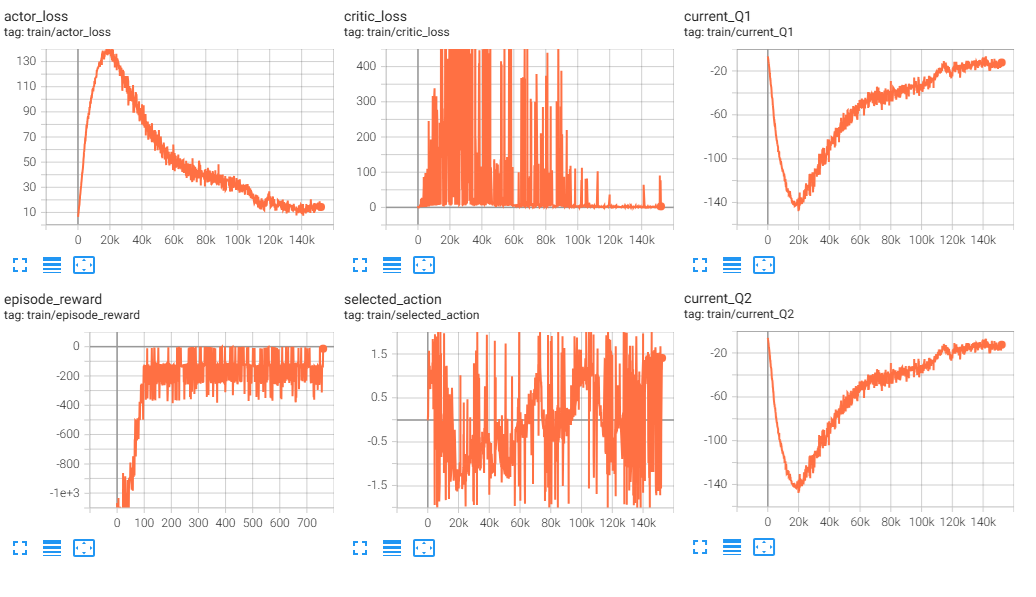 actor_loss
tag: train/actor_loss
130
110
90
70
50
30
10
0 20k 40k 60k 80k 100k 120k 140k
critic_loss
tag: train/critic_loss
400
300
200
100
0
0 20k 40k 60k 80k 100k 120k 140k
current_Q1
tag: train/current_Q1
-20
-60
-100
-140
0 20k 40k 60k 80k 100k 120k 140k
episode_reward
tag: train/episode_reward
0
-200
-400
-600
-800
-1e+3
0 100 200 300 400 500 600 700
selected_action
tag: train/selected_action
1.5
0.5
-0.5
-1.5
0 20k 40k 60k 80k 100k 120k 140k
current_Q2
tag: train/current_Q2
-20
-60
-100
-140
0 20k 40k 60k 80k 100k 120k 140k